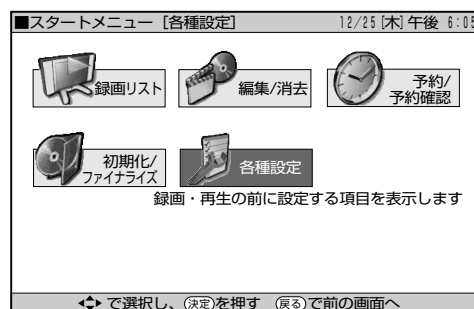 ■スタートメニュー [各種設定] 12/25[木]午後 6:05
録画リスト
編集/消去
予約/
予約確認
初期化/
ファイナライズ
各種設定
録画・再生の前に設定する項目を表示します
で選択し、決定を押す 戻るで前の画面へ